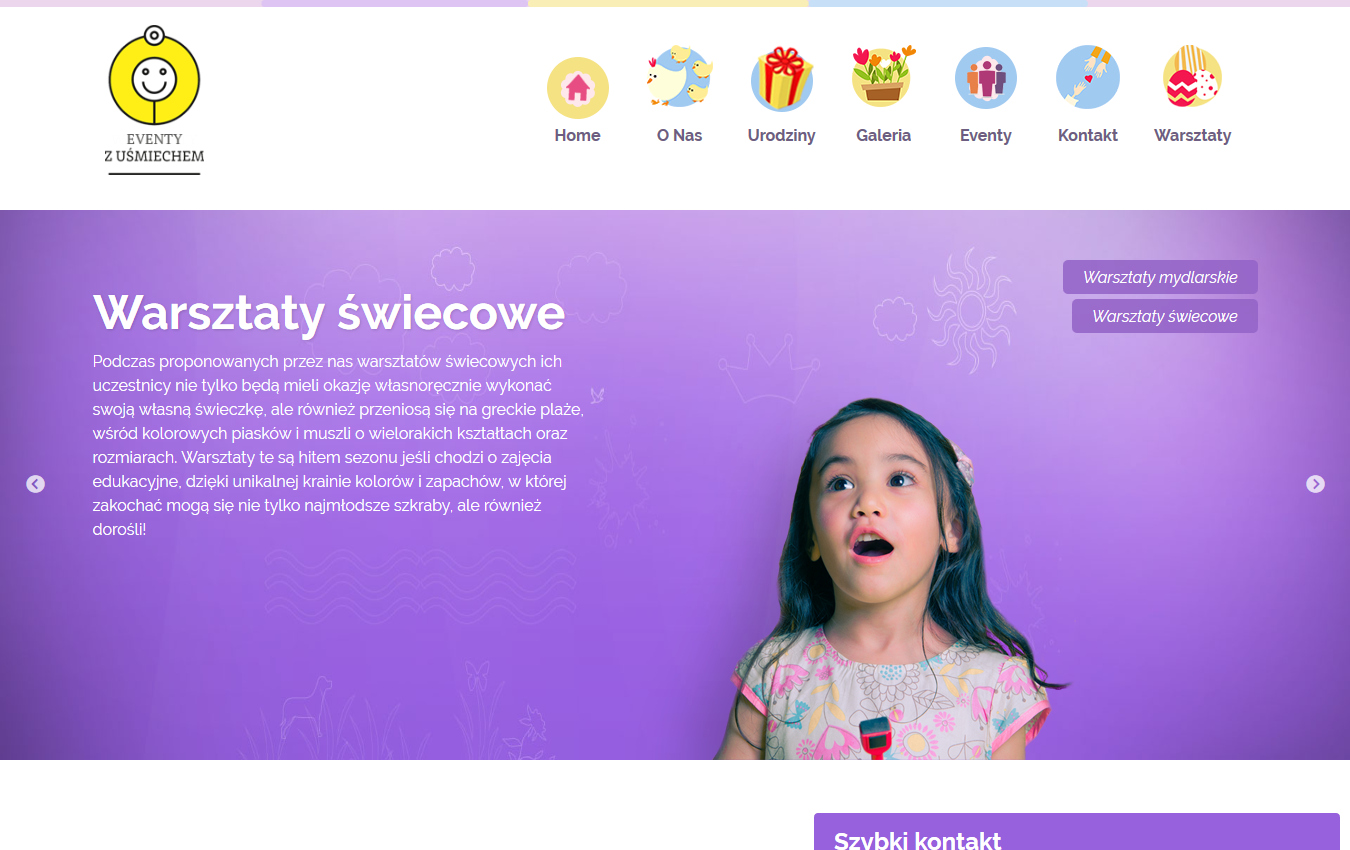 EVENTY
Z UŚMIECHEM
Home
O Nas
Urodziny
Galeria
Eventy
Kontakt
Warsztaty
Warsztaty mydlarskie
Warsztaty świecowe
Warsztaty świecowe
Podczas proponowanych przez nas warsztatów świecowych ich
uczestnicy nie tylko będą mieli okazję własnoręcznie wykonać
swoją własną świeczkę, ale również przeniosą się na greckie plaże,
wśród kolorowych piasków i muszli o wielorakich kształtach oraz
rozmiarach. Warsztaty te są hitem sezonu jeśli chodzi o zajęcia
edukacyjne, dzięki unikalnej krainie kolorów i zapachów, w której
zakochać mogą się nie tylko najmłodsze szkraby, ale również
dorośli!
Szybki kontakt